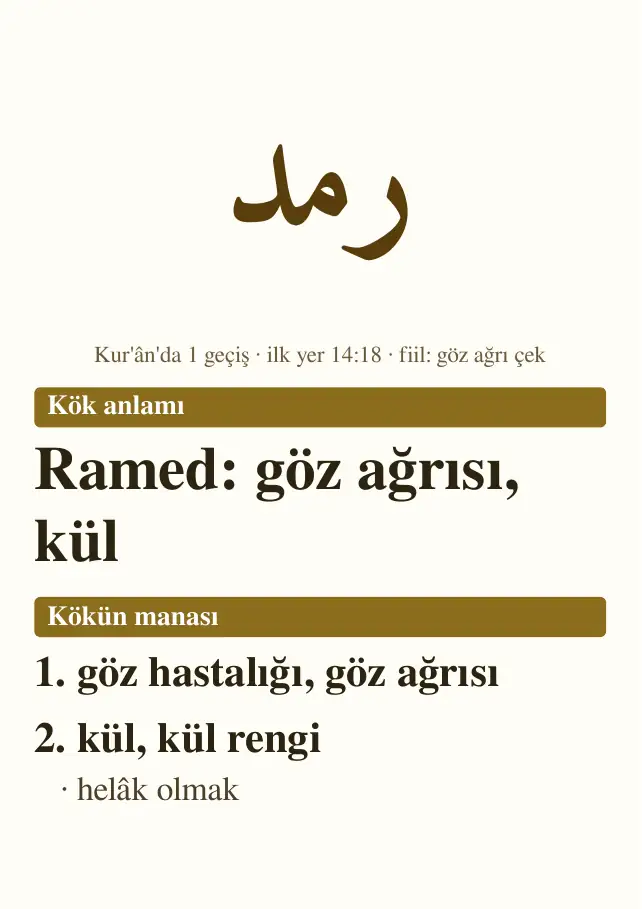 رمد
Kur'ân'da 1 geçiş · ilk yer 14:18 · fiil: göz ağrı çek
Kök anlamı
Ramed: göz ağrısı,
kül
Kökün manası
1. göz hastalığı, göz ağrısı
2. kül, kül rengi
· helâk olmak